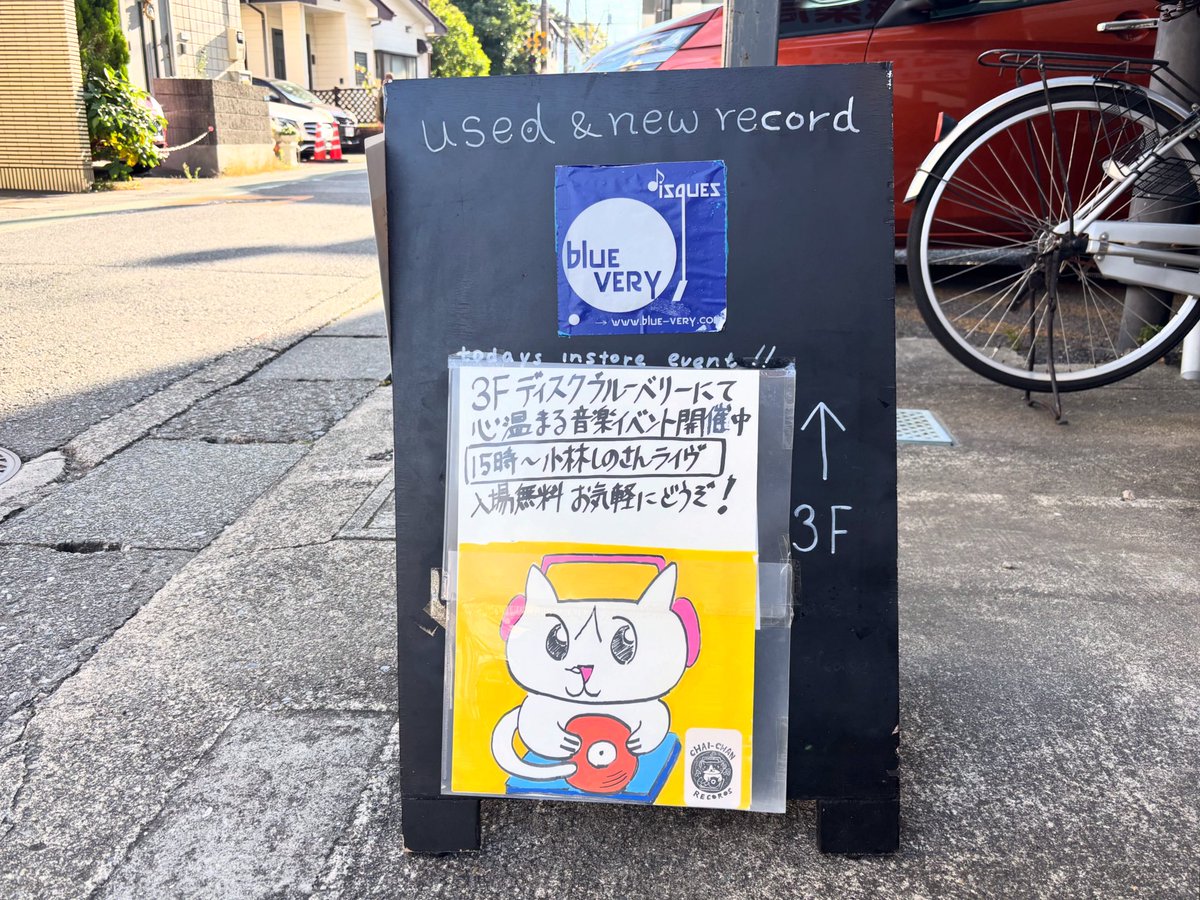 used & new record
Disques
blue
VERY
→ www.blue-very.com
todays instore event !!
3F ディスクブルーベリーにて
心温まる音楽イベント開催中
15時～小林しのさんライヴ
入場無料 お気軽にどうぞ!
↑
3F
CHAI-CHAN
RECORDS